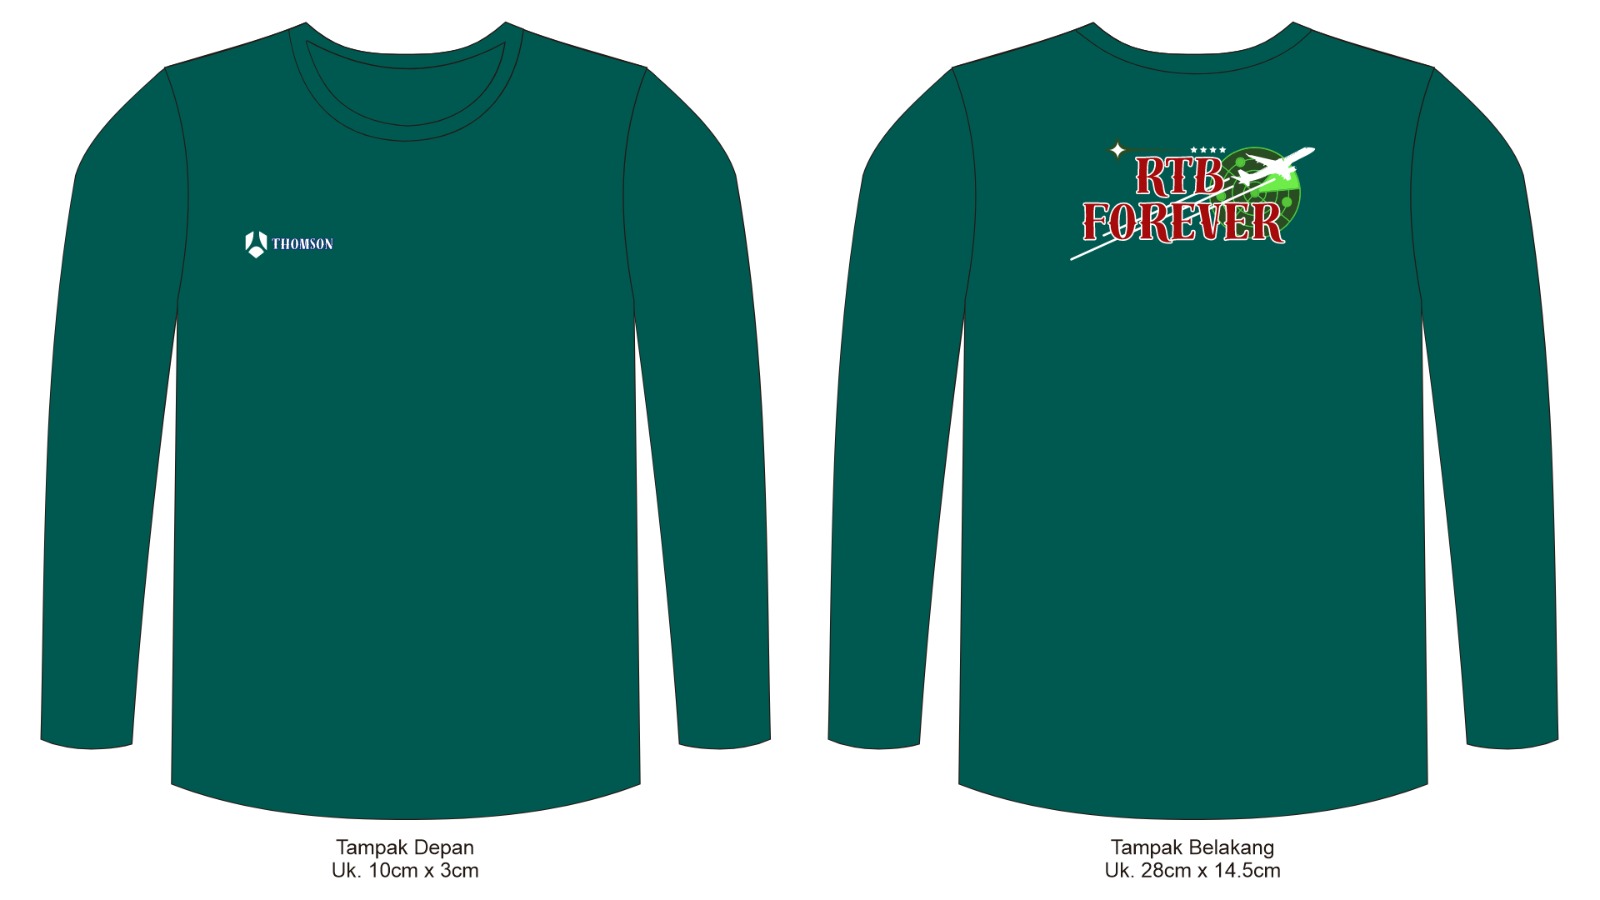 THOMSON
RTB
FOREVER
Tampak Depan
Uk. 10cm x 3cm
Tampak Belakang
Uk. 28cm x 14.5cm